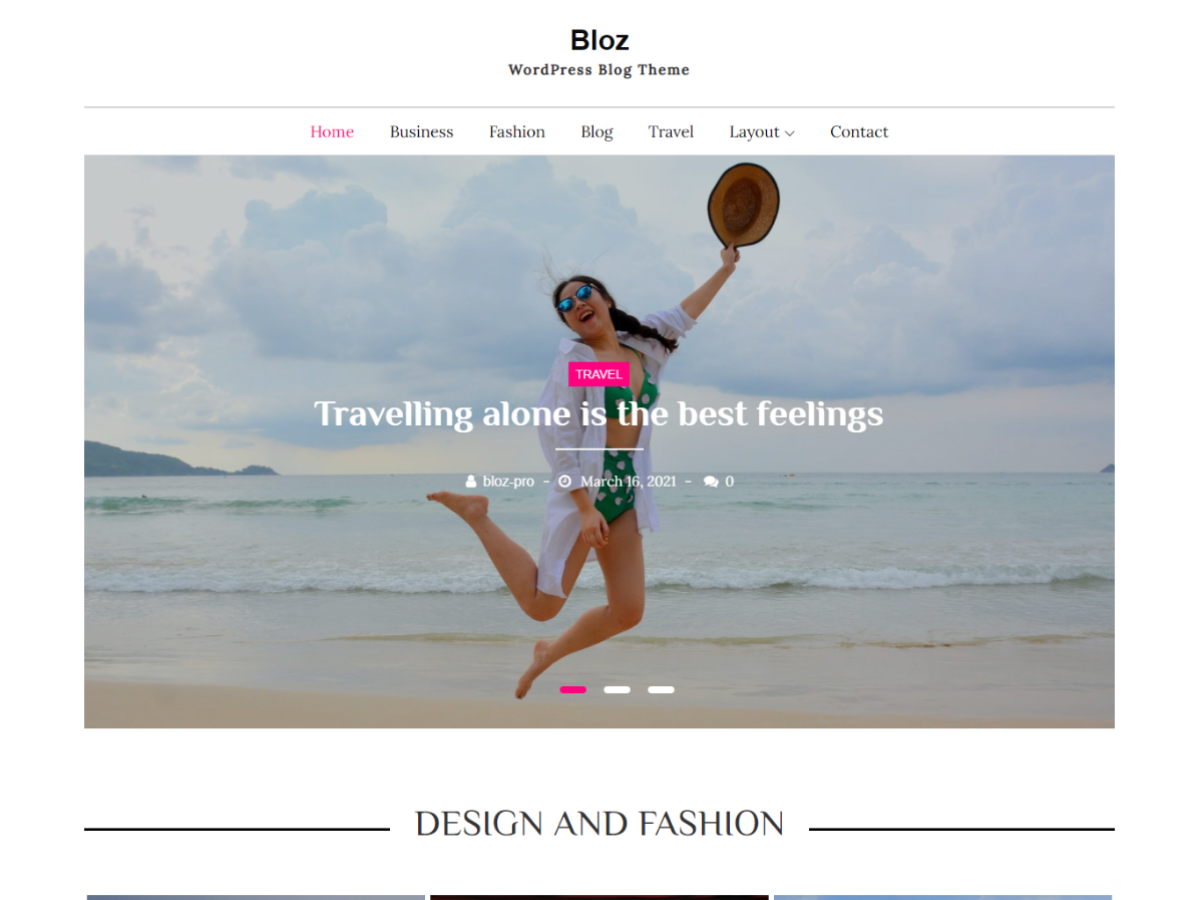 Bloz
WordPress Blog Theme
Home Business Fashion Blog Travel Layout Contact
TRAVEL
Travelling alone is the best feelings
bloz-pro - March 16, 2021 - 0
DESIGN AND FASHION